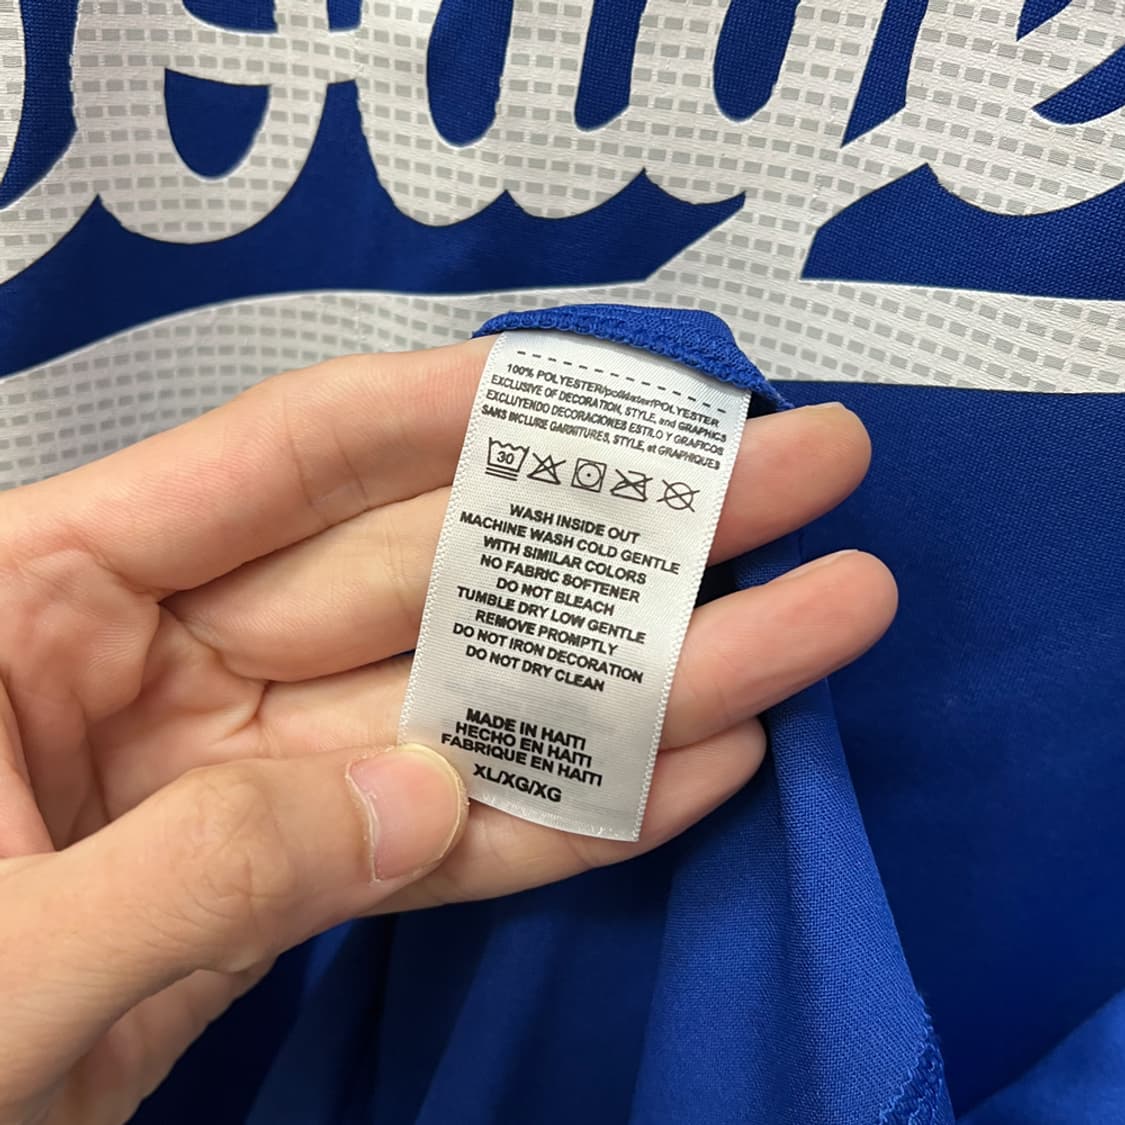 100% POLYESTER/poliéster/POLYESTER
EXCLUSIVE OF DECORATION, STYLE, and GRAPHICS
EXCLUYENDO DECORACIONES ESTILO Y GRAFICOS
SANS INCLURE GARNITURES, STYLE, et GRAPHIQUES
30
WASH INSIDE OUT
MACHINE WASH COLD GENTLE
WITH SIMILAR COLORS
NO FABRIC SOFTENER
DO NOT BLEACH
TUMBLE DRY LOW GENTLE
REMOVE PROMPTLY
DO NOT IRON DECORATION
DO NOT DRY CLEAN
MADE IN HAITI
HECHO EN HAITI
FABRIQUE EN HAITI
XL/XG/XG